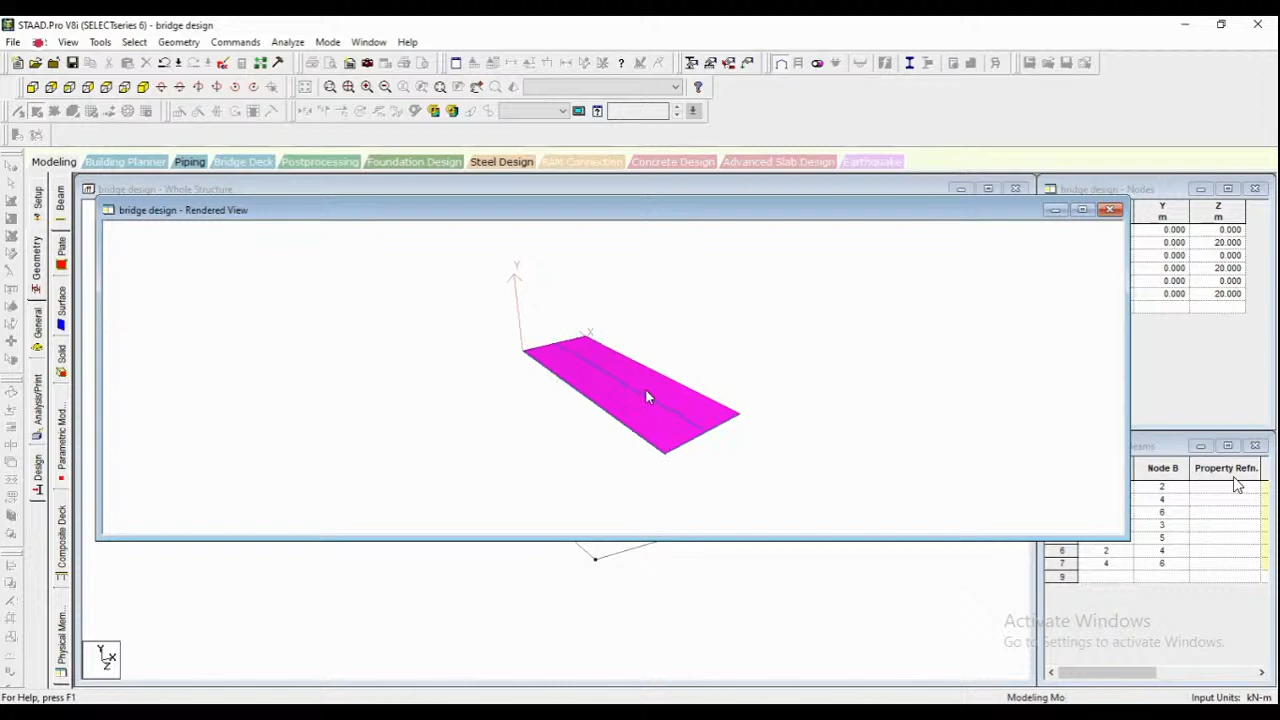 STAAD.Pro V8i (SELECTseries 6) - bridge design
File View Tools Select Geometry Commands Analyze Mode Window Help
Modeling Building Planner Piping Bridge Deck Postprocessing Foundation Design Steel Design RAM Connection Concrete Design Advanced Slab Design Earthquake
bridge design - Whole Structure
bridge design - Nodes
bridge design - Rendered View
Y Z
m m
0.000 0.000
0.000 20.000
0.000 0.000
0.000 20.000
0.000 0.000
0.000 20.000
Y
X
Setup
Geometry
General
Analysis/Print
Design
Beam
Plate
Surface
Solid
Parametric Mod...
Composite Deck
Physical Mem...
eams
Node B Property Refn.
2
4
6
3
5
6 2 4
7 4 6
9
Activate Windows
Go to Settings to activate Windows.
Y
X
Z
For Help, press F1
Modeling Mo
Input Units: kN-m